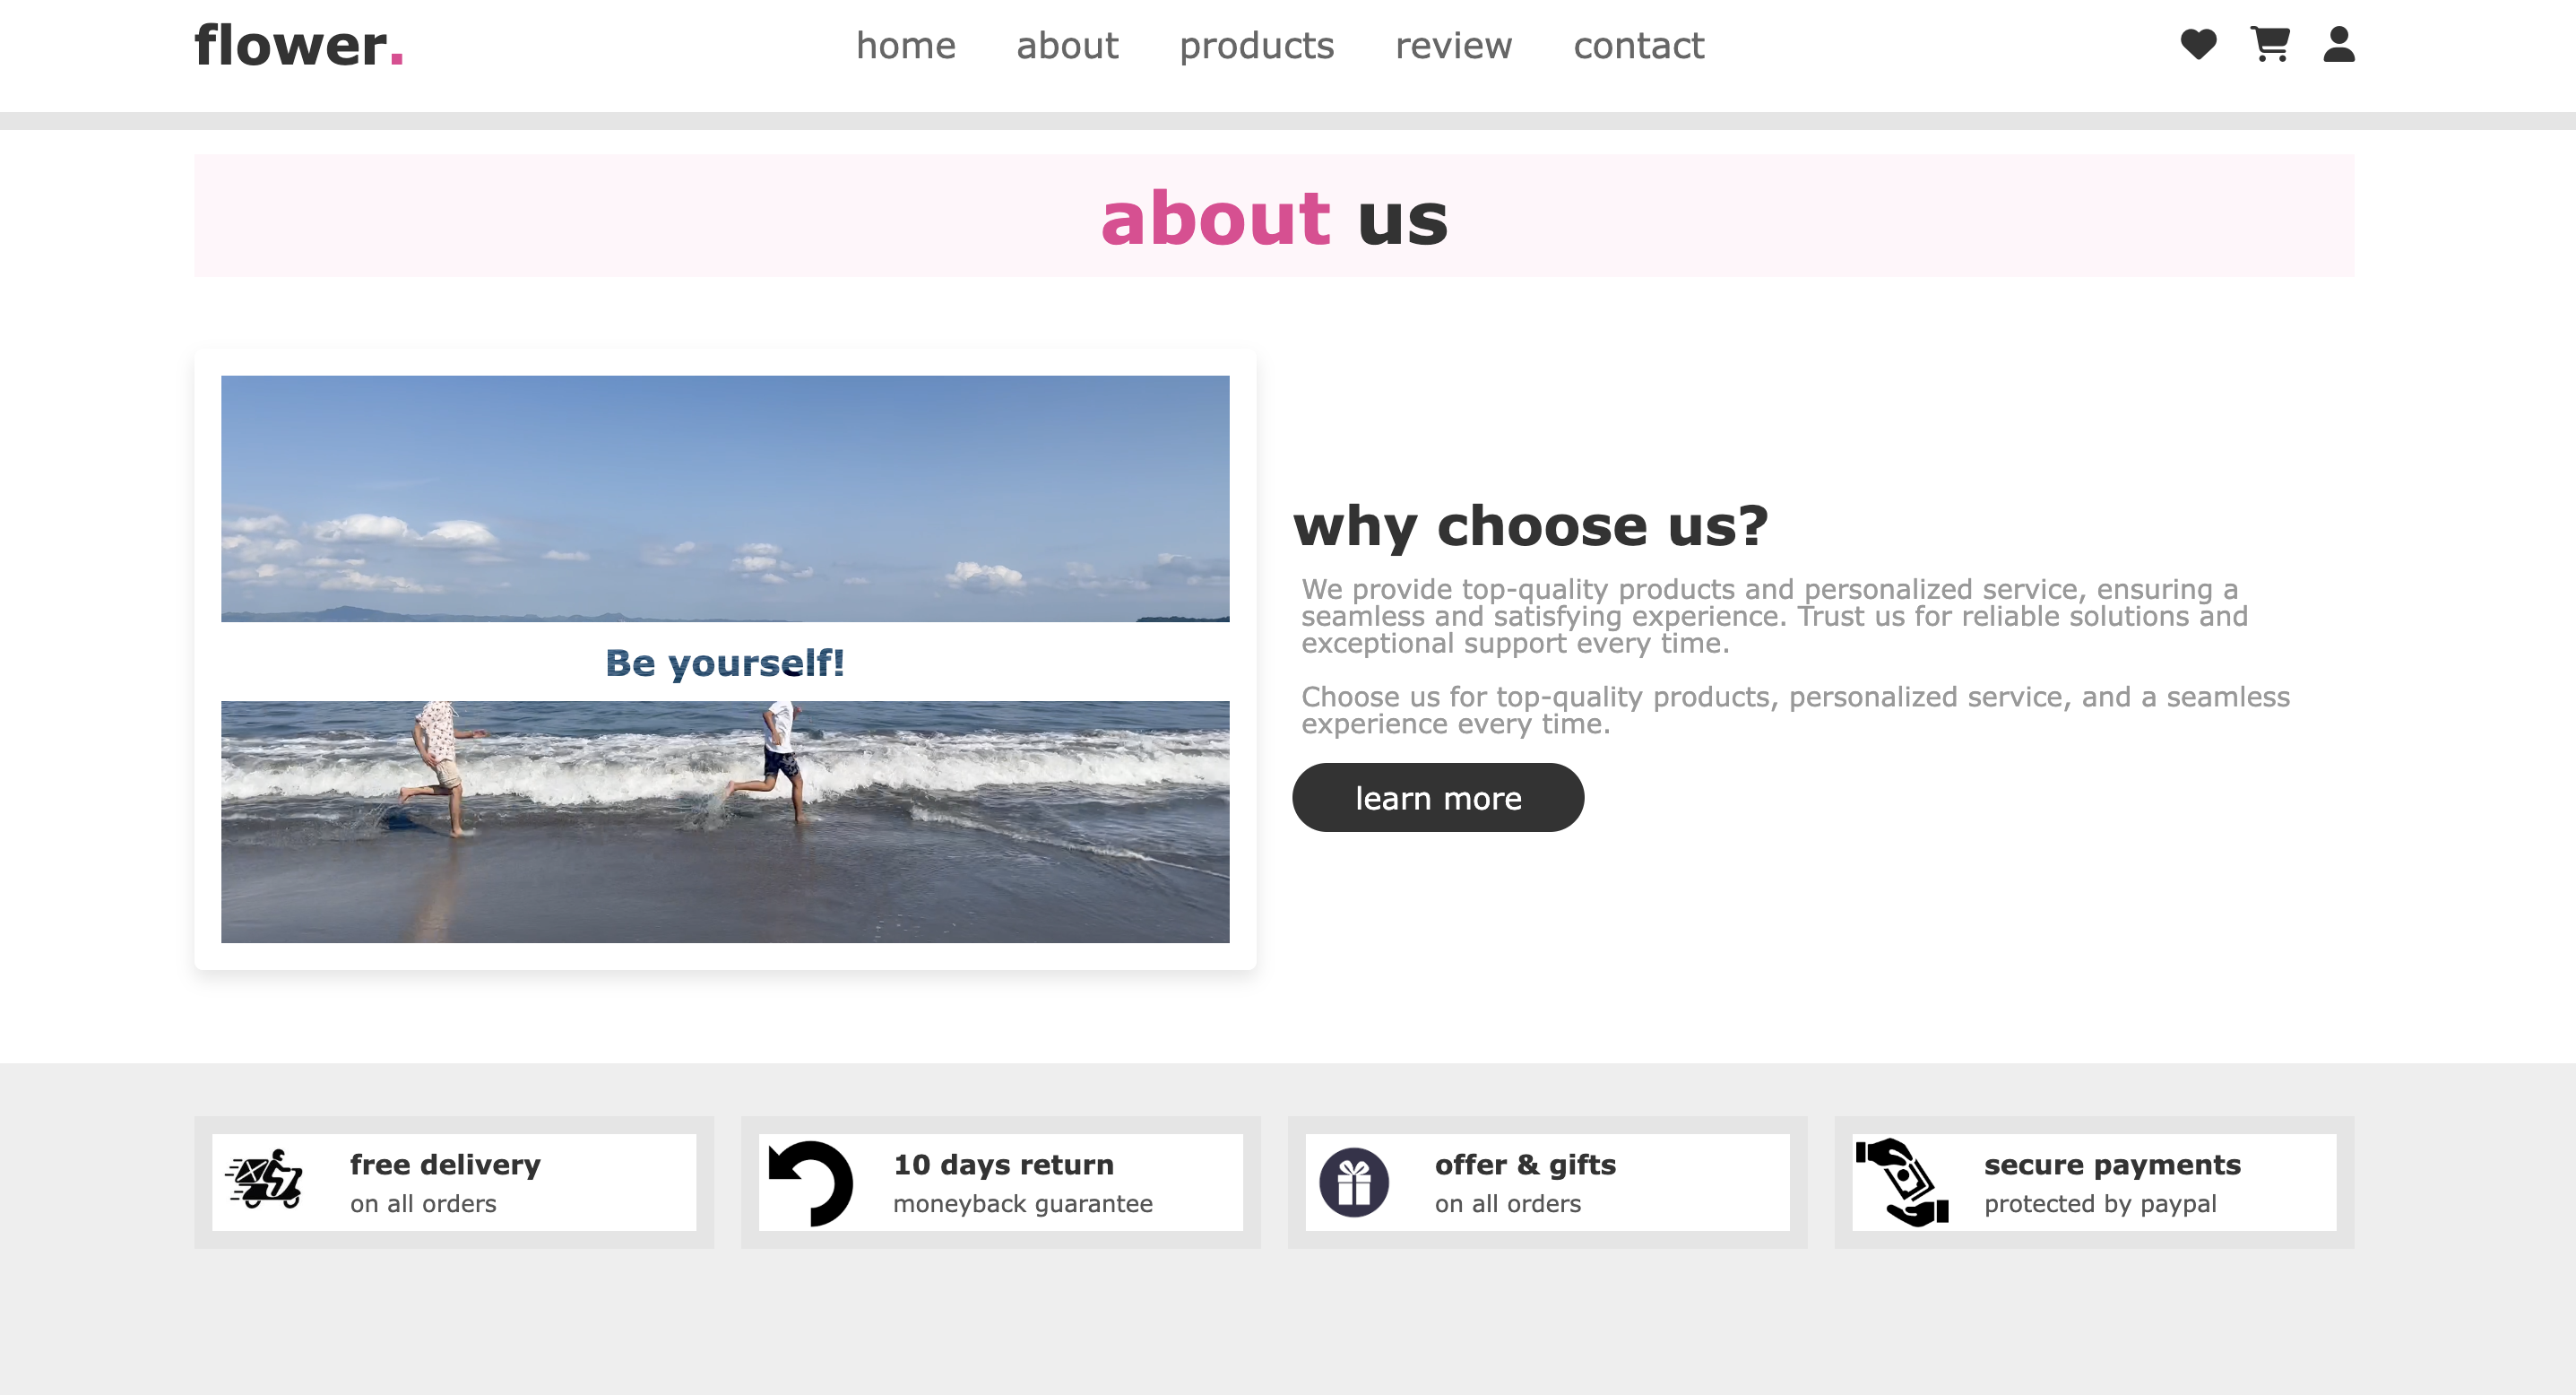 flower.
home about products review contact
about us
Be yourself!
why choose us?
We provide top-quality products and personalized service, ensuring a
seamless and satisfying experience. Trust us for reliable solutions and
exceptional support every time.
Choose us for top-quality products, personalized service, and a seamless
experience every time.
learn more
free delivery
on all orders
10 days return
moneyback guarantee
offer & gifts
on all orders
secure payments
protected by paypal